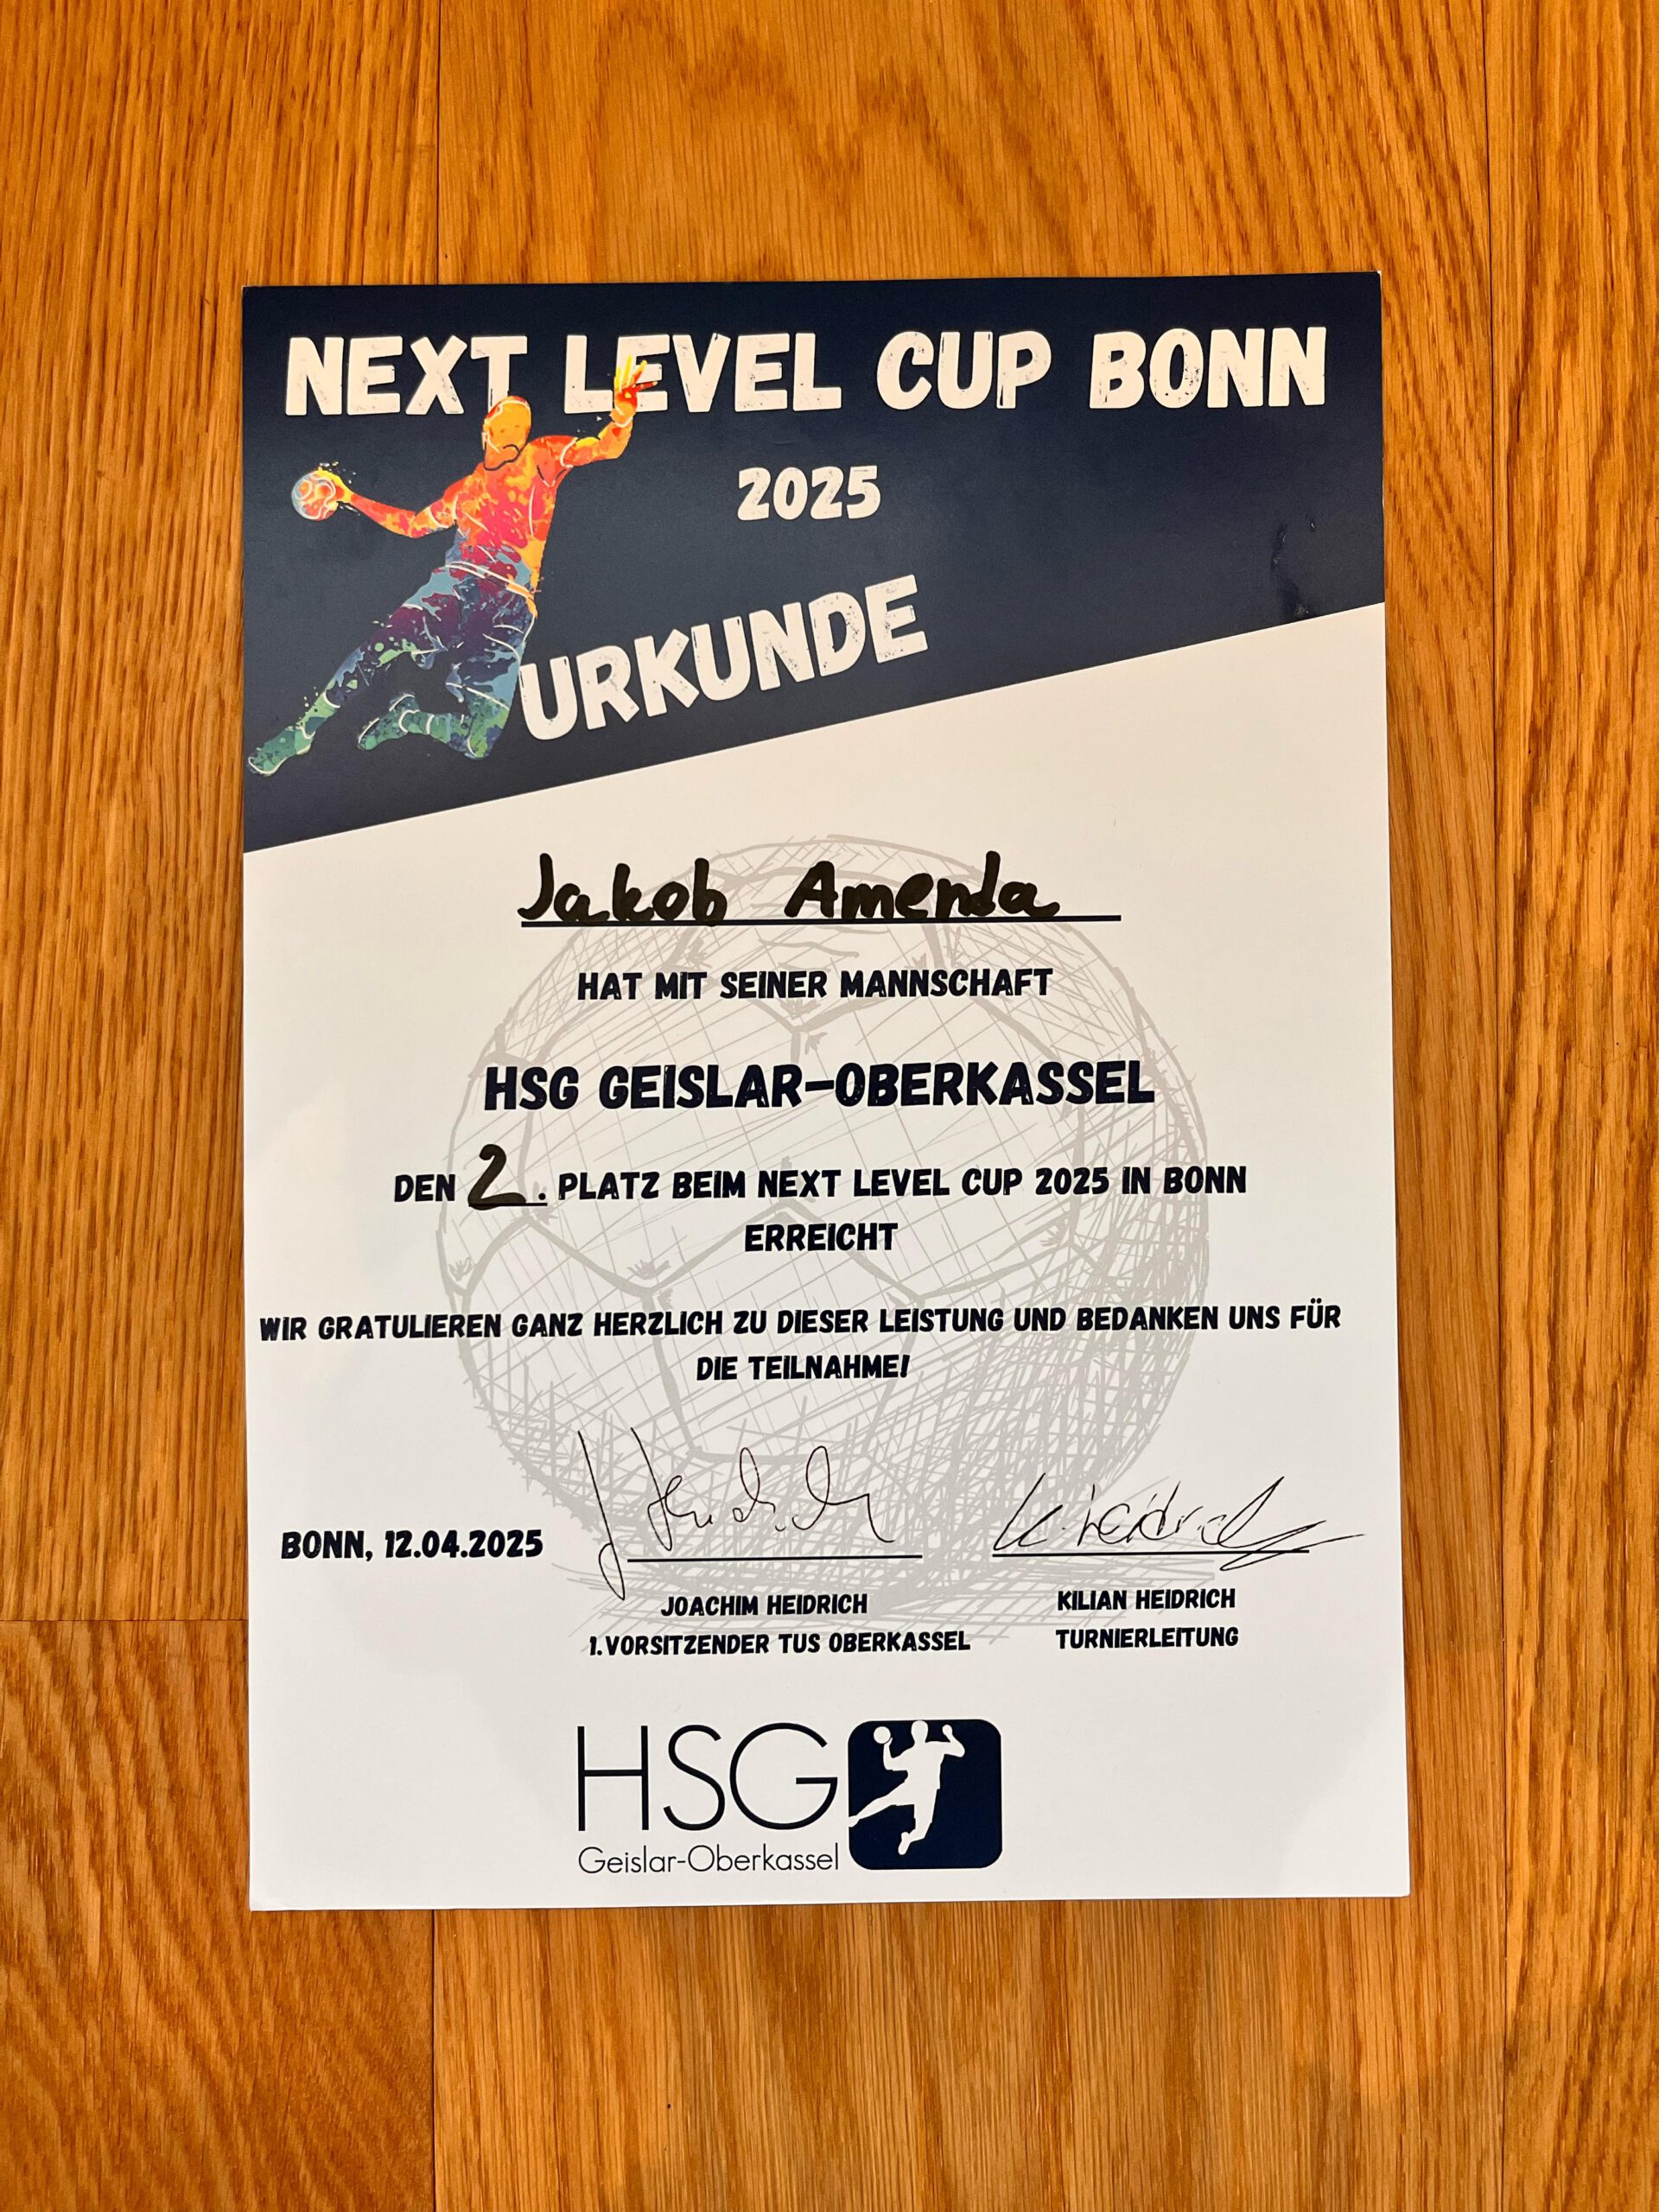 NEXT LEVEL CUP BONN
2025
URKUNDE
Jakob Amenda
HAT MIT SEINER MANNSCHAFT
HSG GEISLAR-OBERKASSEL
DEN 2. PLATZ BEIM NEXT LEVEL CUP 2025 IN BONN
ERREICHT
WIR GRATULIEREN GANZ HERZLICH ZU DIESER LEISTUNG UND BEDANKEN UNS FÜR
DIE TEILNAHME!
J Heidrich K. Heidrich
BONN, 12.04.2025
JOACHIM HEIDRICH KILIAN HEIDRICH
1. VORSITZENDER TUS OBERKASSEL TURNIERLEITUNG
HSG
Geislar-Oberkassel